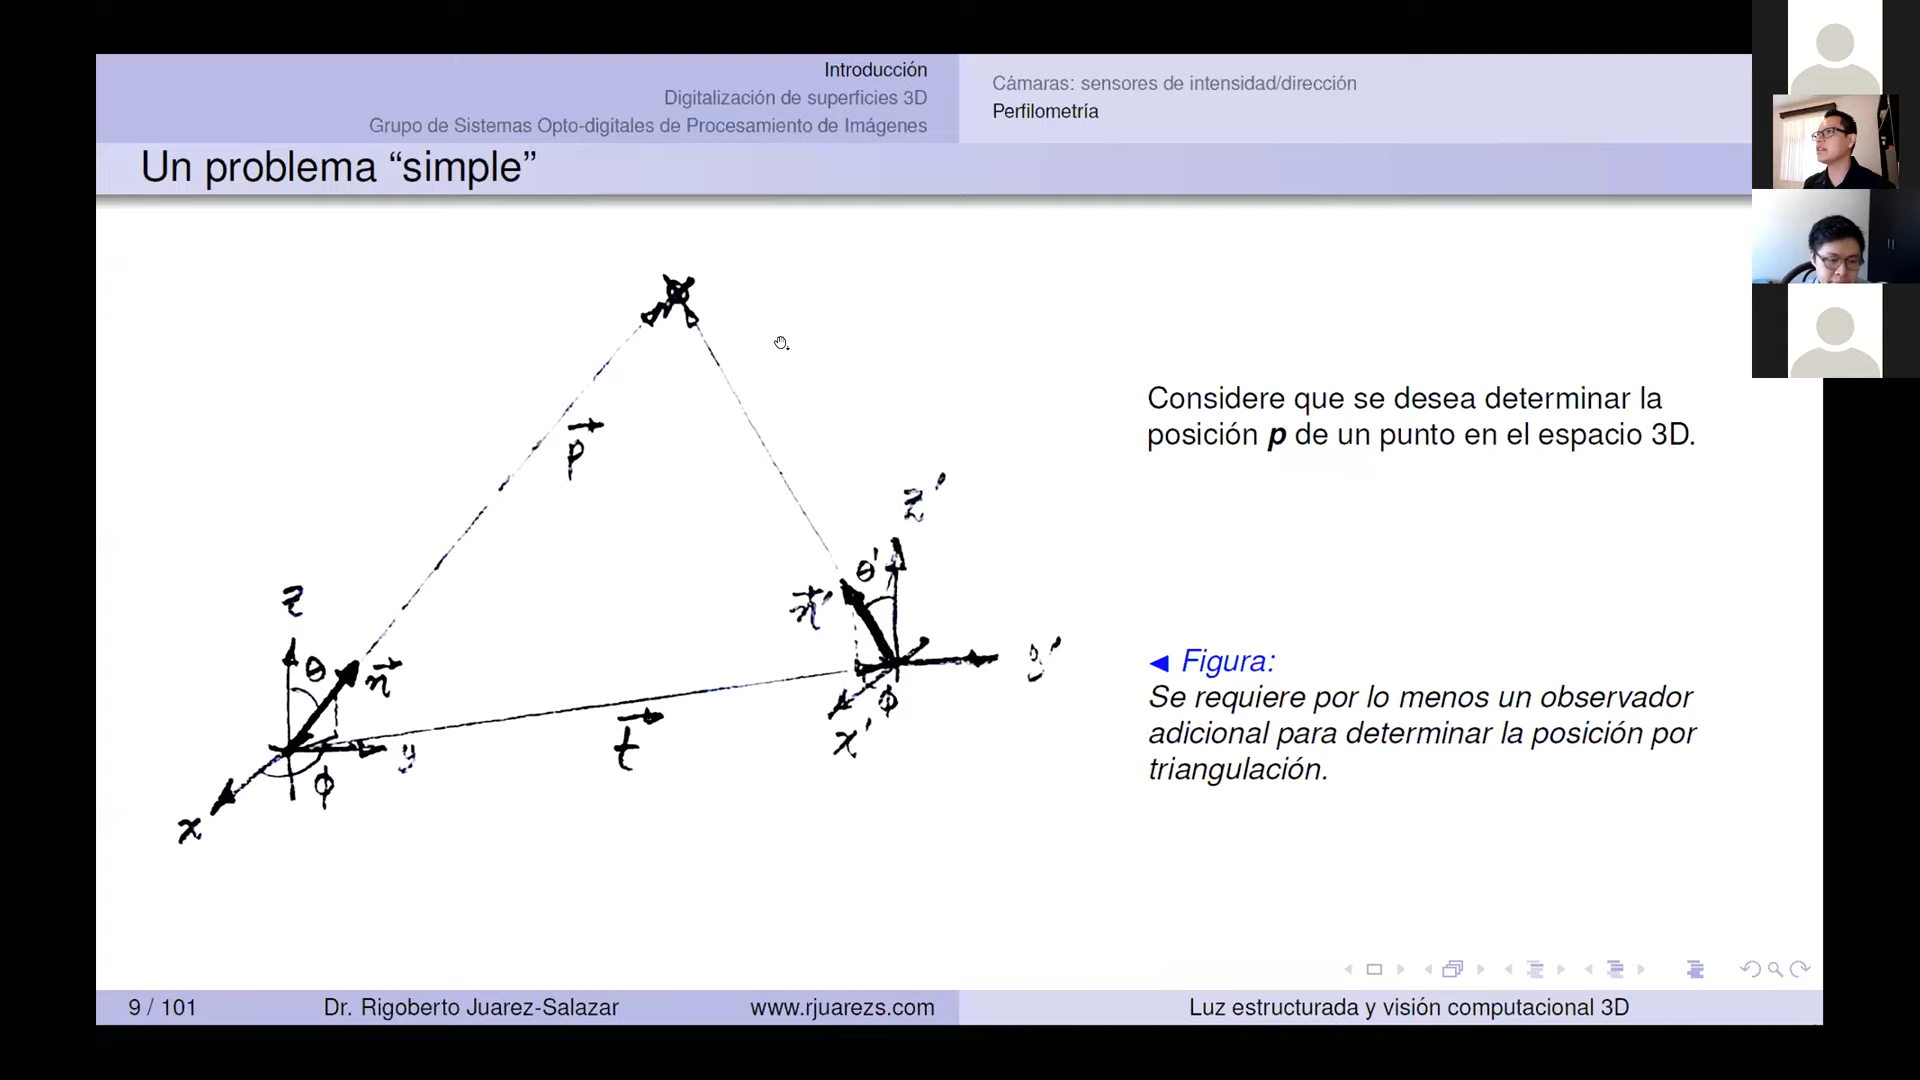 Introducción
Digitalización de superficies 3D
Grupo de Sistemas Opto-digitales de Procesamiento de Imágenes
Cámaras: sensores de intensidad/dirección
Perfilometría
Un problema “simple”
p
z'
θ'
n'
z
θ
n
y'
φ
x'
t
y
φ
x
Considere que se desea determinar la
posición p de un punto en el espacio 3D.
◀ Figura:
Se requiere por lo menos un observador
adicional para determinar la posición por
triangulación.
9 / 101
Dr. Rigoberto Juarez-Salazar
www.rjuarezs.com
Luz estructurada y visión computacional 3D